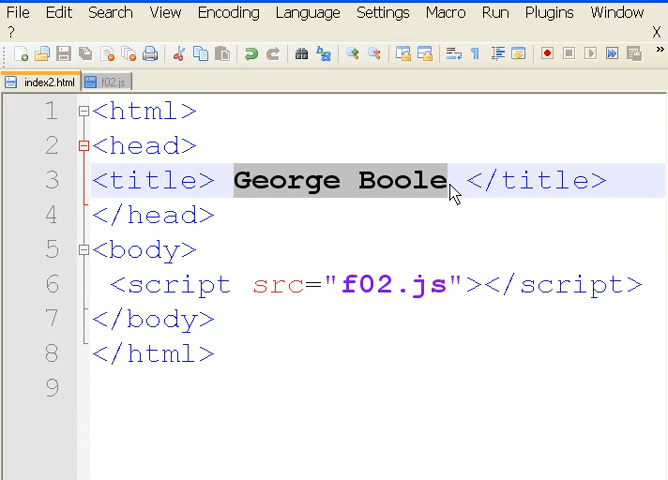 File Edit Search View Encoding Language Settings Macro Run Plugins Window
? X
index2.html f02.js
1 <html>
2 <head>
3 <title> George Boole </title>
4 </head>
5 <body>
6 <script src="f02.js"></script>
7 </body>
8 </html>
9